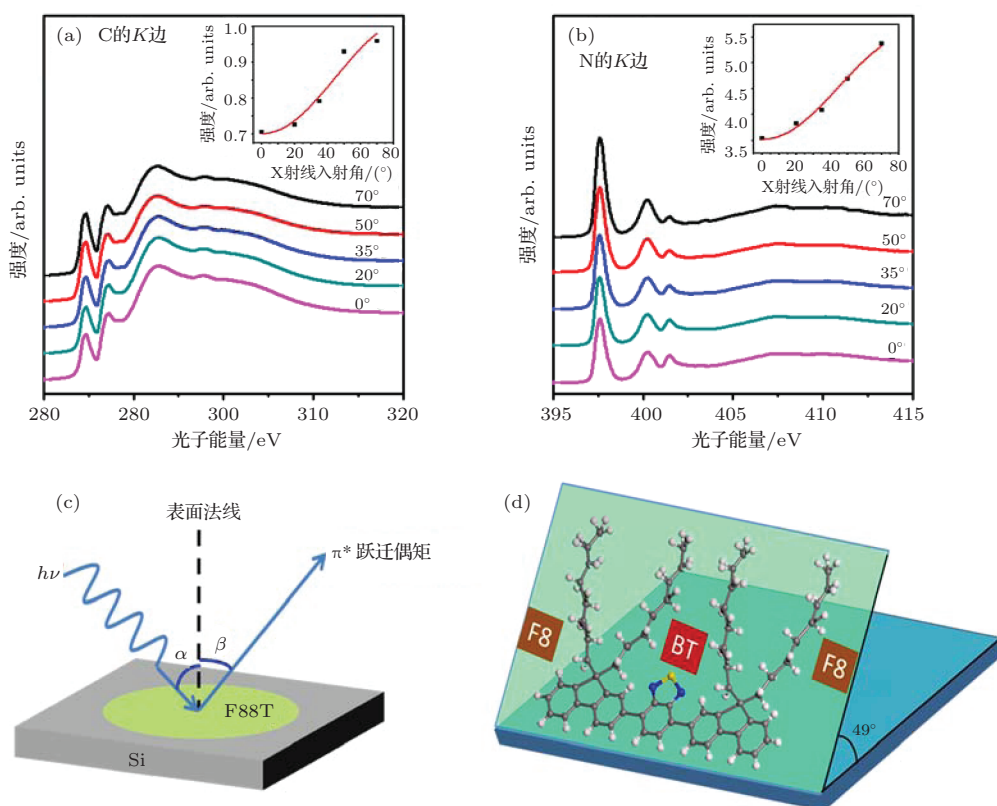 (a)
C的K边
强度/arb. units
1.0
0.9
0.8
0.7
0 20 40 60 80
X射线入射角/(°)
强度/arb. units
70°
50°
35°
20°
0°
280 290 300 310 320
光子能量/eV
(b)
N的K边
强度/arb. units
5.5
5.0
4.5
4.0
3.5
0 20 40 60 80
X射线入射角/(°)
强度/arb. units
70°
50°
35°
20°
0°
395 400 405 410 415
光子能量/eV
(c)
表面法线
hν
π* 跃迁偶矩
α
β
F88T
Si
(d)
F8
BT
F8
49°